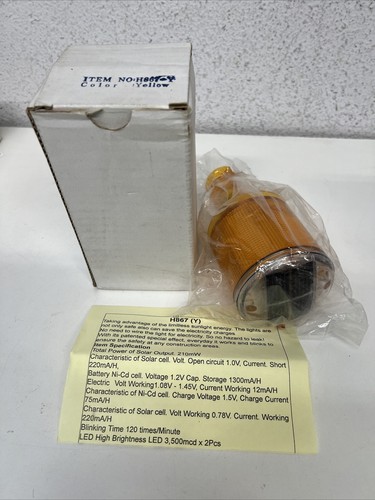 ITEM NO:H867
Color :Yellow
H867 (Y)
Taking advantage of the limitless sunlight energy. The lights are
not only safe also can save the electricity charges.
No need to wire the light for electricity. So no hazard to leak!
With its patented special effect, everyday it works and blinks to
ensure the safety at any construction areas.
Item Specification
Total Power of Solar Output. 210mW
Characteristic of Solar cell. Volt. Open circuit 1.0V, Current. Short
220mA/H,
Battery Ni-Cd cell. Voltage 1.2V Cap. Storage 1300mA/H
Electric Volt Working1.08V - 1.45V, Current Working 12mA/H
Characteristic of Ni-Cd cell. Charge Voltage 1.5V, Charge Current
75mA/H
Characteristic of Solar cell. Volt Working 0.78V. Current. Working
220mA/H
Blinking Time 120 times/Minute
LED High Brightness LED 3,500mcd x 2Pcs